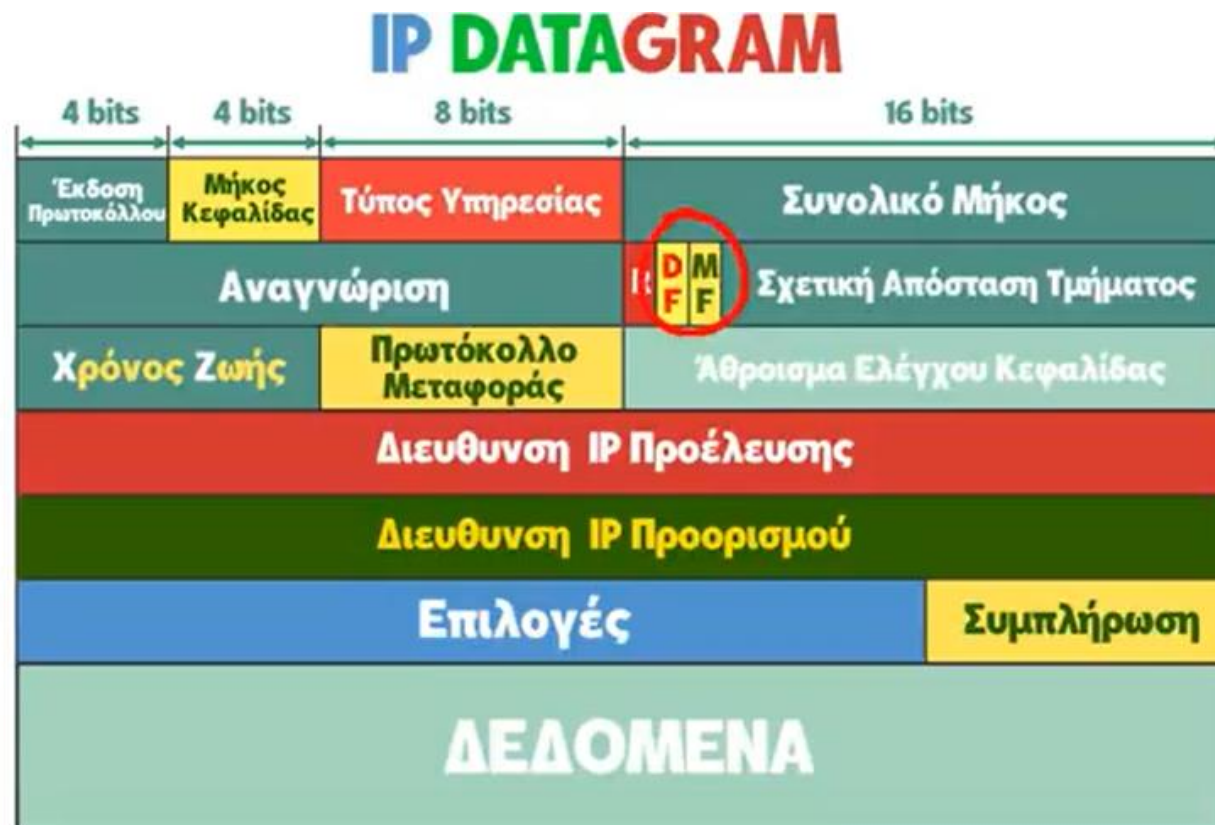 IP DATAGRAM
4 bits 4 bits 8 bits 16 bits
Έκδοση Πρωτοκόλλου
Μήκος Κεφαλίδας
Τύπος Υπηρεσίας
Συνολικό Μήκος
Αναγνώριση
R
DF
MF
Σχετική Απόσταση Τμήματος
Χρόνος Ζωής
Πρωτόκολλο Μεταφοράς
Άθροισμα Ελέγχου Κεφαλίδας
Διευθυνση IP Προέλευσης
Διευθυνση IP Προορισμού
Επιλογές
Συμπλήρωση
ΔΕΔΟΜΕΝΑ